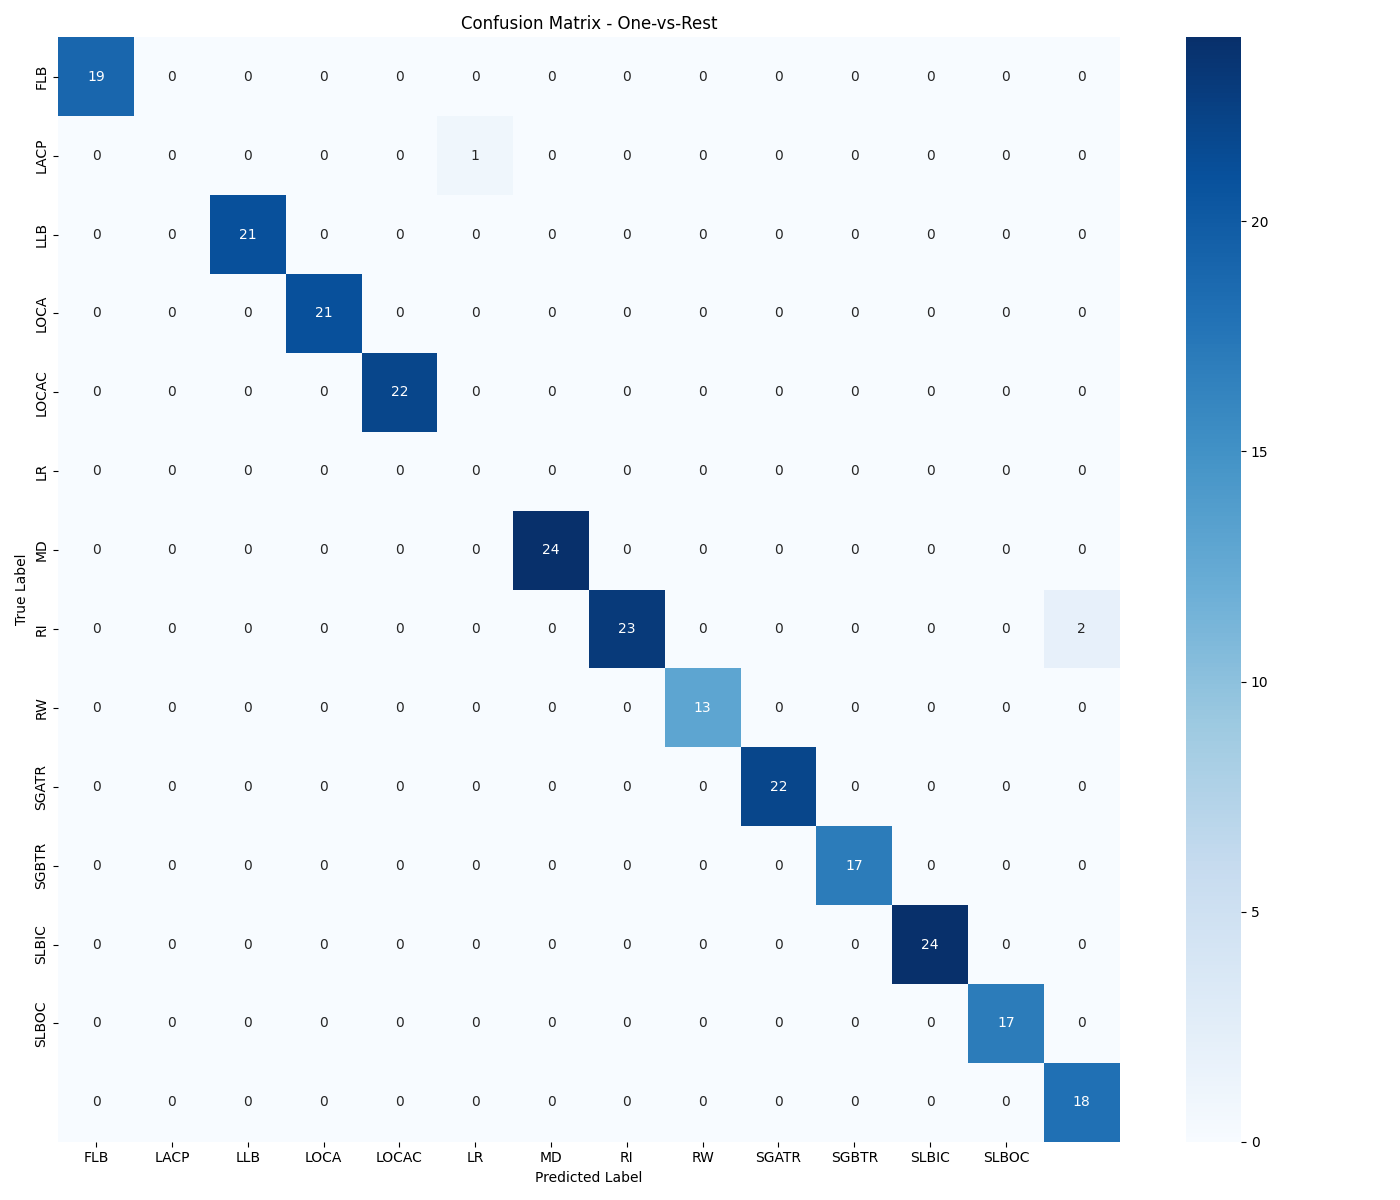 Confusion Matrix - One-vs-Rest
FLB 19 0 0 0 0 0 0 0 0 0 0 0 0 0
LACP 0 0 0 0 0 1 0 0 0 0 0 0 0 0
LLB 0 0 21 0 0 0 0 0 0 0 0 0 0 0
LOCA 0 0 0 21 0 0 0 0 0 0 0 0 0 0
LOCAC 0 0 0 0 22 0 0 0 0 0 0 0 0 0
LR 0 0 0 0 0 0 0 0 0 0 0 0 0 0
MD 0 0 0 0 0 0 24 0 0 0 0 0 0 0
RI 0 0 0 0 0 0 0 23 0 0 0 0 0 2
RW 0 0 0 0 0 0 0 0 13 0 0 0 0 0
SGATR 0 0 0 0 0 0 0 0 0 22 0 0 0 0
SGBTR 0 0 0 0 0 0 0 0 0 0 17 0 0 0
SLBIC 0 0 0 0 0 0 0 0 0 0 0 24 0 0
SLBOC 0 0 0 0 0 0 0 0 0 0 0 0 17 0
0 0 0 0 0 0 0 0 0 0 0 0 0 18
FLB LACP LLB LOCA LOCAC LR MD RI RW SGATR SGBTR SLBIC SLBOC
Predicted Label
True Label
20
15
10
5
0